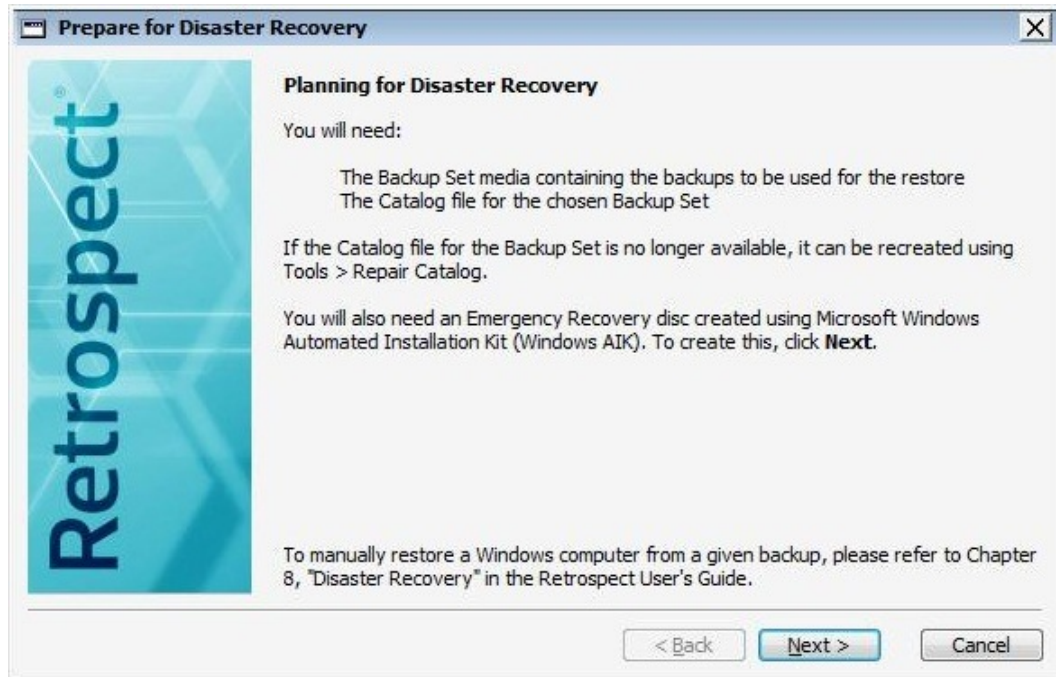 Prepare for Disaster Recovery
Retrospect®
Planning for Disaster Recovery
You will need:
The Backup Set media containing the backups to be used for the restore
The Catalog file for the chosen Backup Set
If the Catalog file for the Backup Set is no longer available, it can be recreated using
Tools > Repair Catalog.
You will also need an Emergency Recovery disc created using Microsoft Windows
Automated Installation Kit (Windows AIK). To create this, click Next.
To manually restore a Windows computer from a given backup, please refer to Chapter
8, "Disaster Recovery" in the Retrospect User's Guide.
< Back Next > Cancel